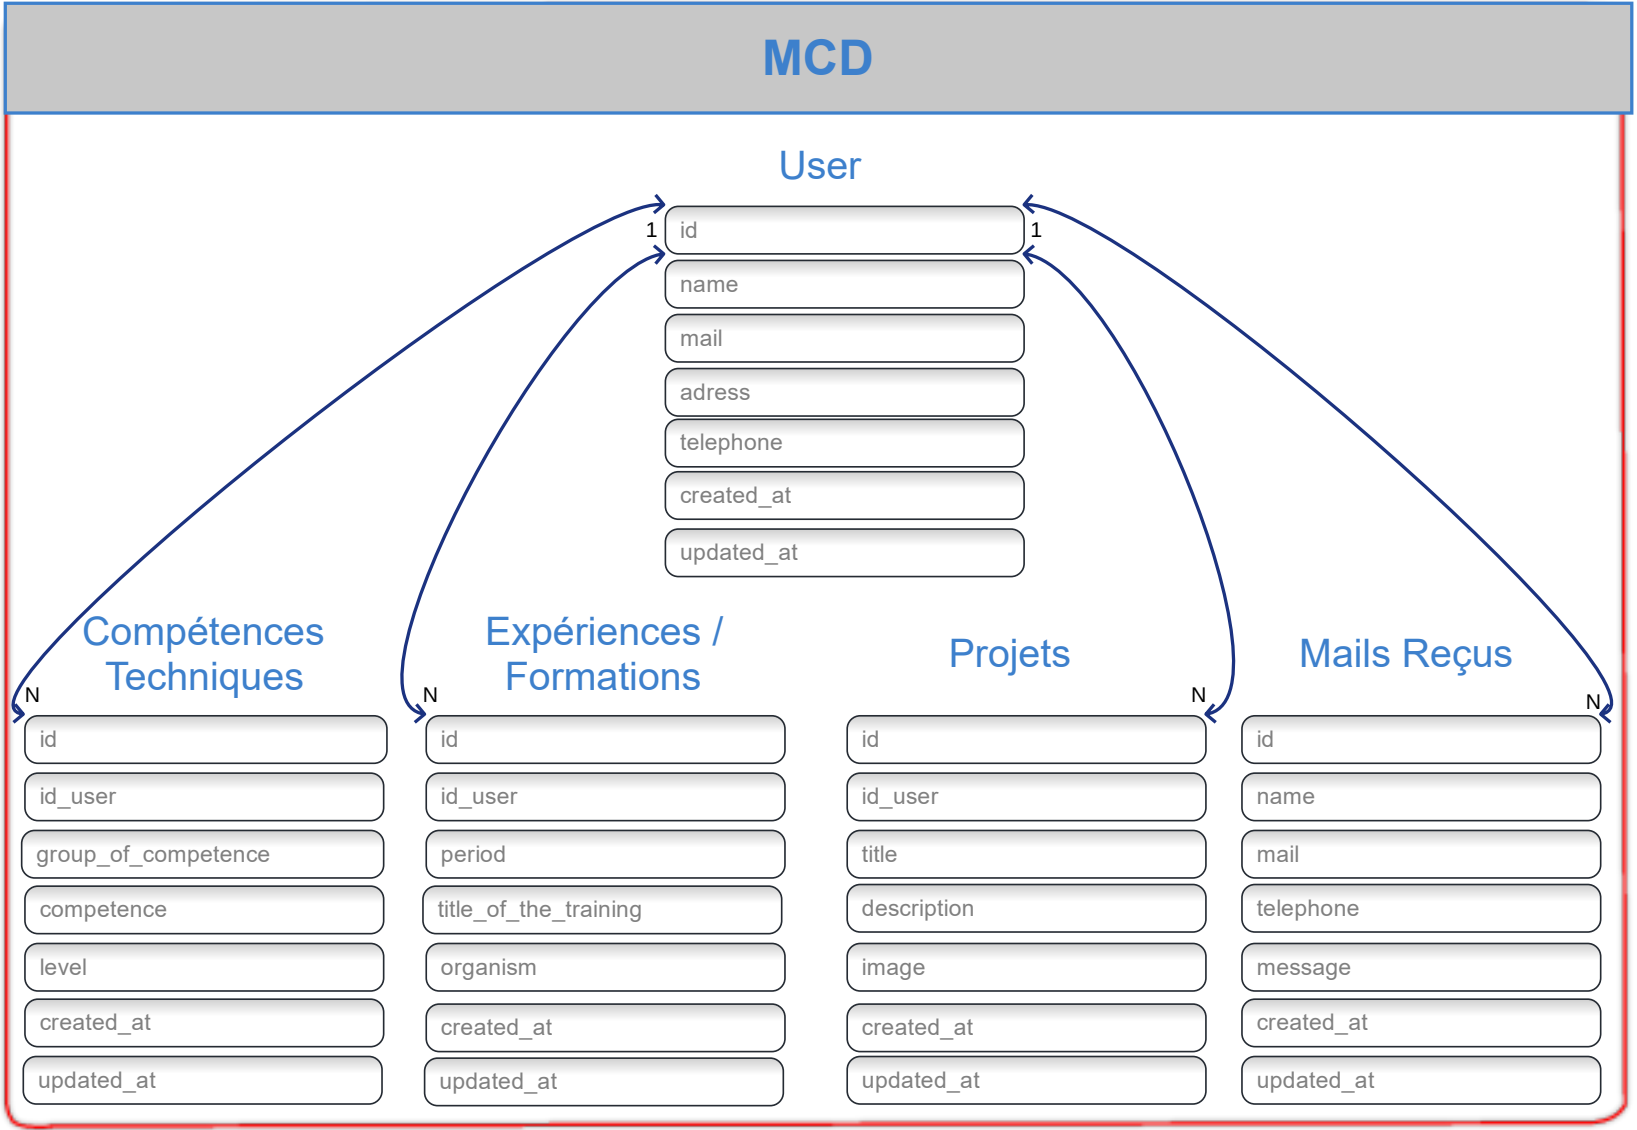 MCD
User
1
id
1
name
mail
adress
telephone
created_at
updated_at
Compétences
Techniques
N
id
id_user
group_of_competence
competence
level
created_at
updated_at
Expériences /
Formations
N
id
id_user
period
title_of_the_training
organism
created_at
updated_at
Projets
N
id
id_user
title
description
image
created_at
updated_at
Mails Reçus
N
id
name
mail
telephone
message
created_at
updated_at